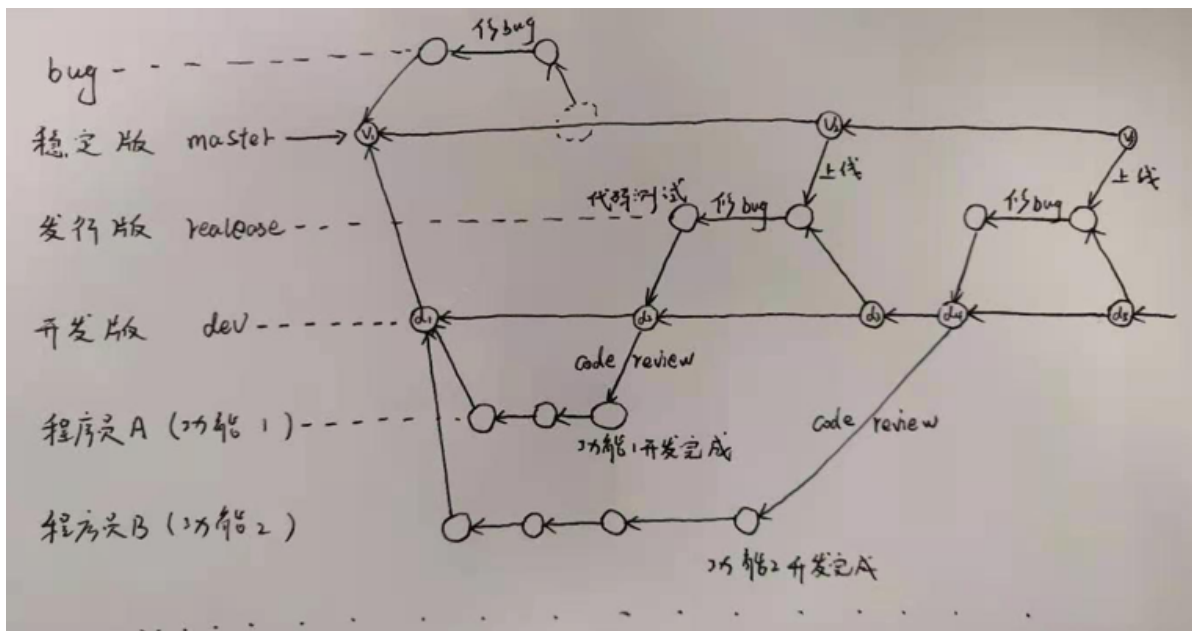 修bug
bug
稳定版 master
V1
V2
V3
上线
上线
代码测试
修bug
修bug
发行版 realease
开发版 dev
d1
d2
d3
d4
d5
code review
程序员A (功能1)
功能1开发完成
code review
程序员B (功能2)
功能2开发完成